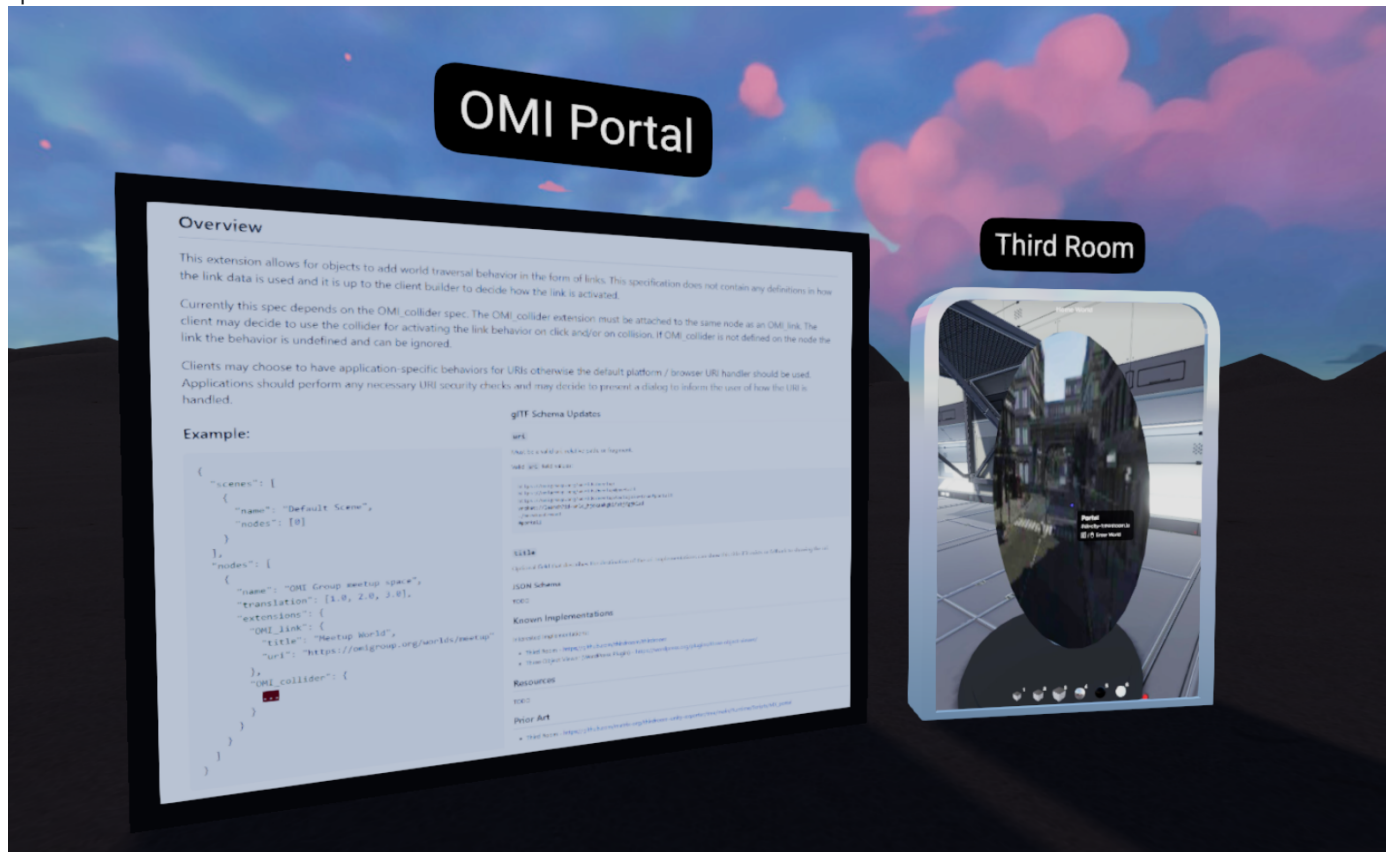 OMI Portal
Overview
This extension allows for objects to add world traversal behavior in the form of links. This specification does not contain any definitions in how
the link data is used and it is up to the client builder to decide how the link is activated.
Currently this spec depends on the OMI_collider spec. The OMI_collider extension must be attached to the same node as an OMI_link. The
client may decide to use the collider for activating the link behavior on click and/or on collision. If OMI_collider is not defined on the node the
link the behavior is undefined and can be ignored.
Clients may choose to have application-specific behaviors for URIs otherwise the default platform / browser URI handler should be used.
Applications should perform any necessary URI security checks and may decide to present a dialog to inform the user of how the URI is
handled.
Example:
{
"scenes": [
{
"name": "Default Scene",
"nodes": [0]
}
],
"nodes": [
{
"name": "OMI Group meetup space",
"translation": [1.0, 2.0, 3.0],
"extensions": {
"OMI_link": {
"title": "Meetup World",
"uri": "https://omigroup.org/worlds/meetup"
},
"OMI_collider": {
...
}
}
}
]
}
glTF Schema Updates
uri
title
JSON Schema
TODO
Known Implementations
Resources
TODO
Prior Art
Third Room
Portal
Enter World